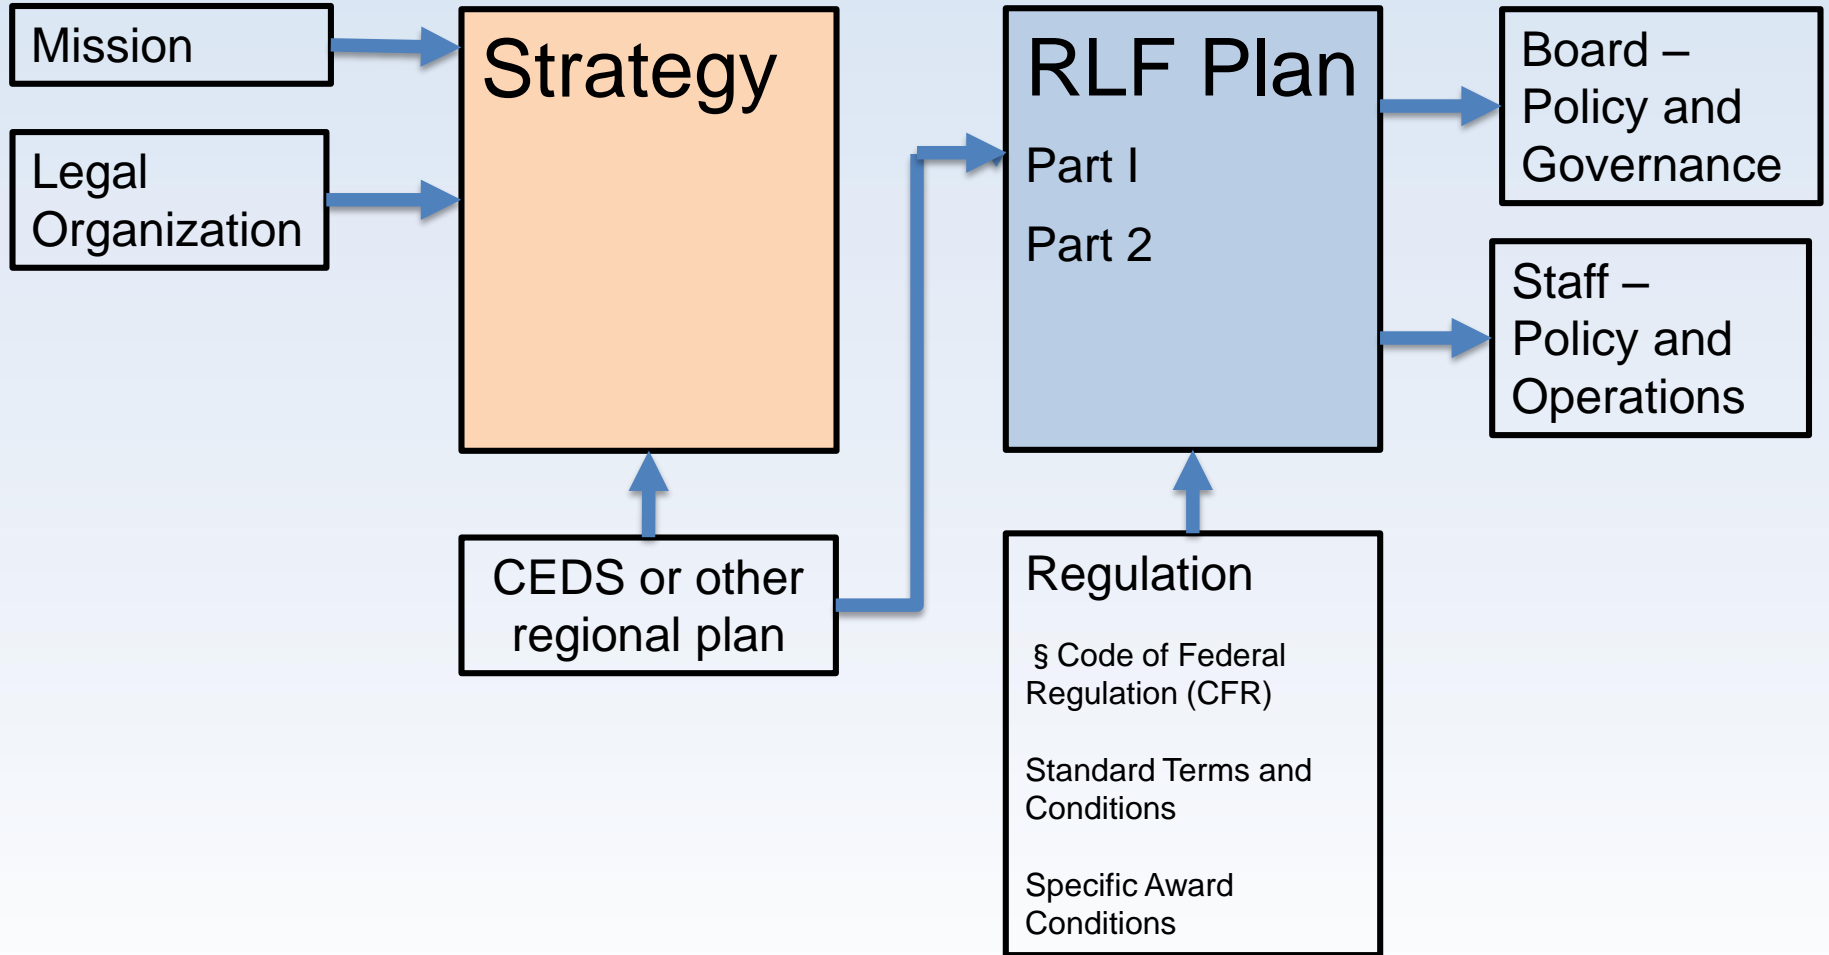 Mission
Legal
Organization
Strategy
CEDS or other
regional plan
RLF Plan
Part I
Part 2
Regulation
§ Code of Federal
Regulation (CFR)
Standard Terms and
Conditions
Specific Award
Conditions
Board –
Policy and
Governance
Staff –
Policy and
Operations